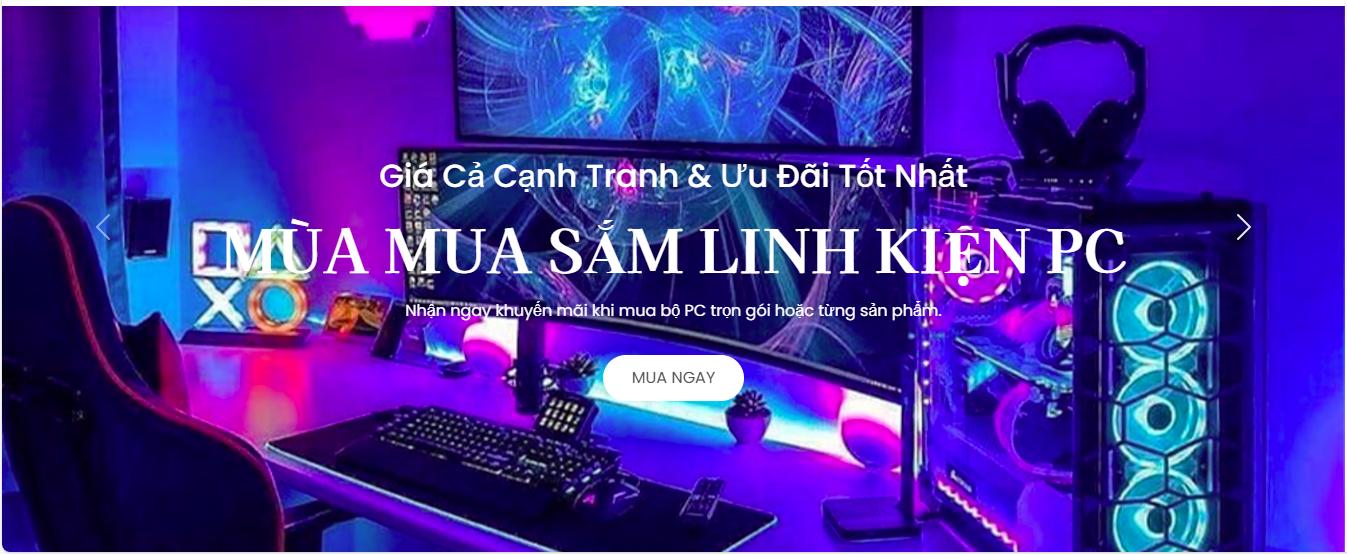 Giá Cả Cạnh Tranh & Ưu Đãi Tốt Nhất
MÙA MUA SẮM LINH KIỆN PC
Nhận ngay khuyến mãi khi mua bộ PC trọn gói hoặc từng sản phẩm.
MUA NGAY